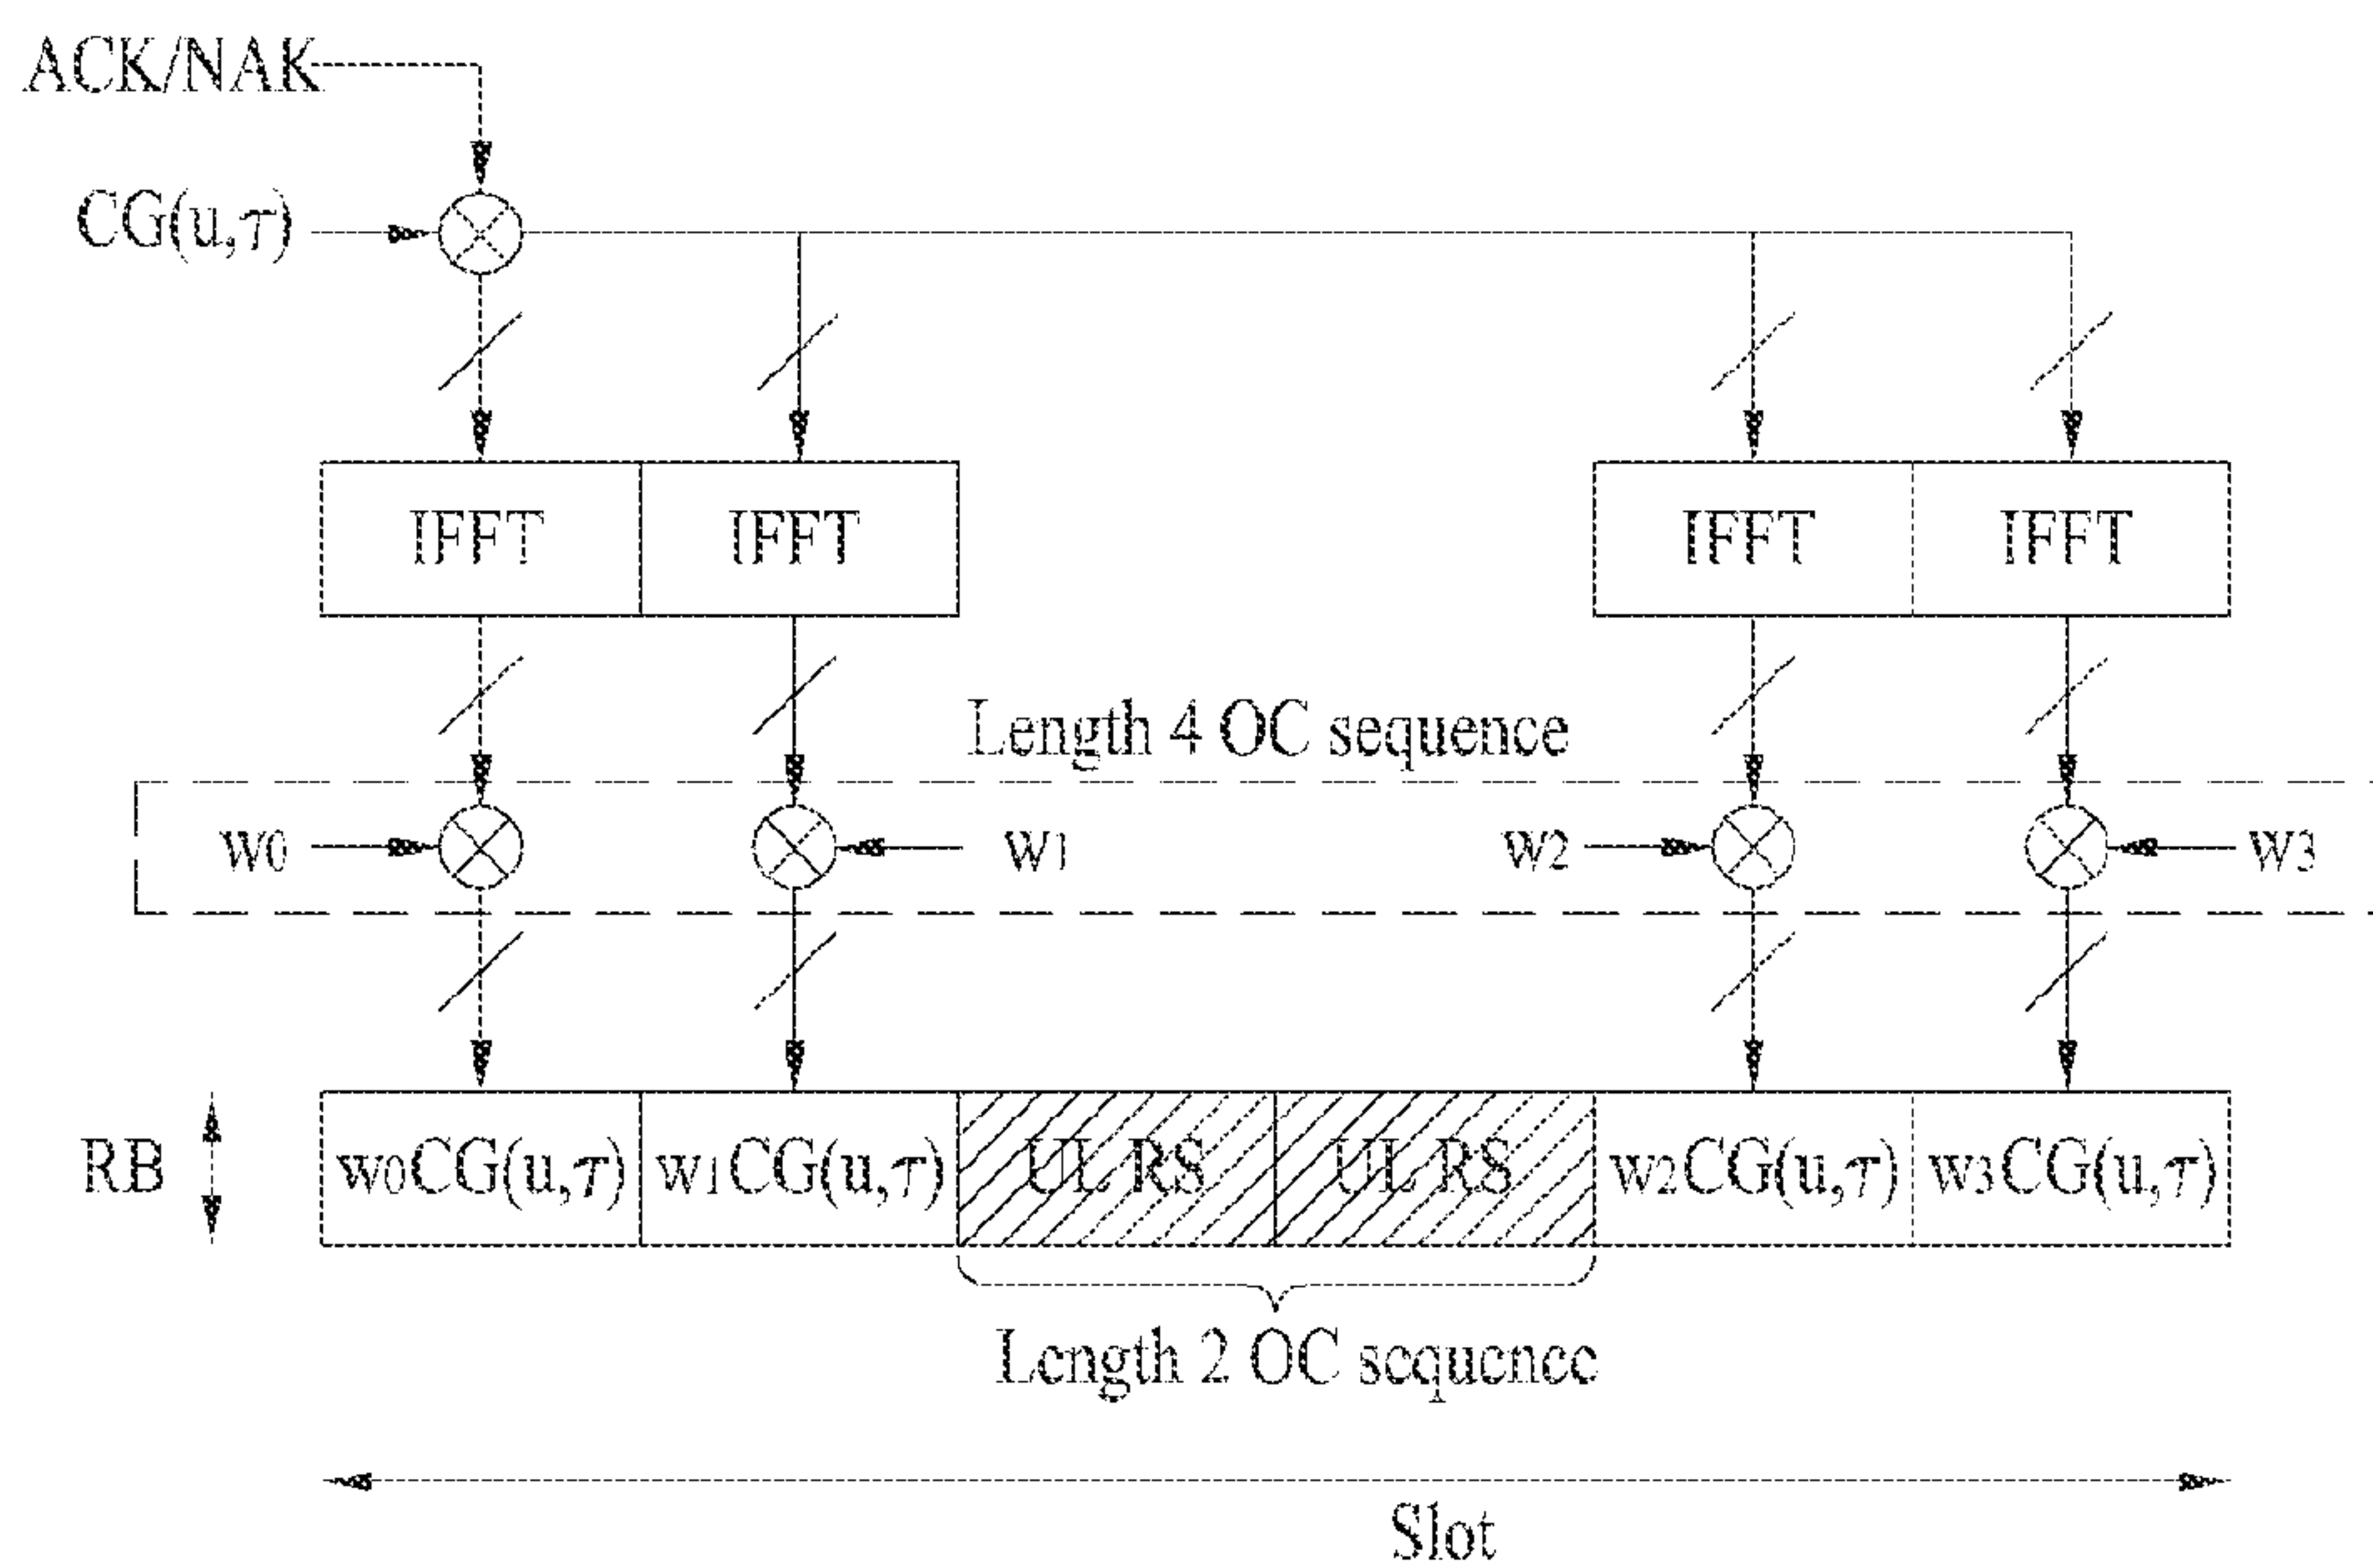 ACK/NAK
CG(u,τ)
IFFT IFFT IFFT IFFT
Length 4 OC sequence
w0 w1 w2 w3
RB w0CG(u,τ) w1CG(u,τ) UL RS UL RS w2CG(u,τ) w3CG(u,τ)
Length 2 OC sequence
Slot